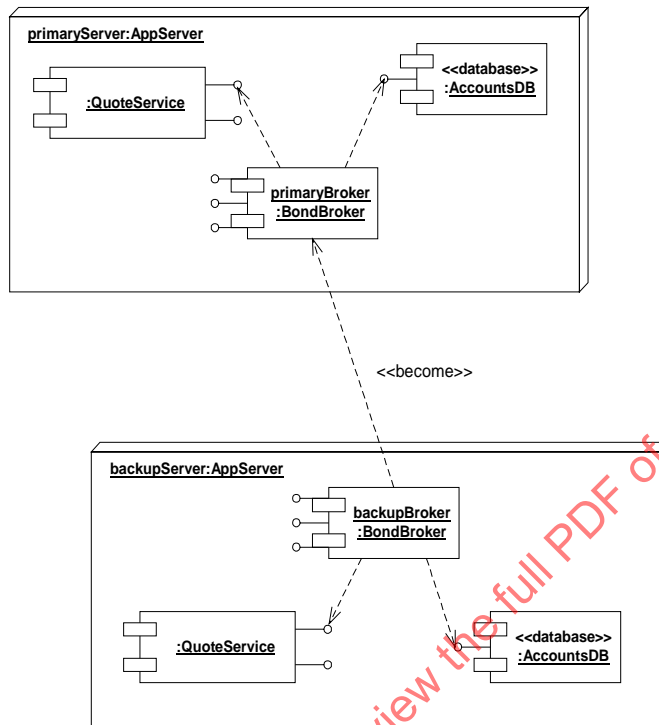 primaryServer:AppServer
:QuoteService
<<database>>
:AccountsDB
primaryBroker
:BondBroker
<<become>>
backupServer:AppServer
backupBroker
:BondBroker
:QuoteService
<<database>>
:AccountsDB
view the full PDF of